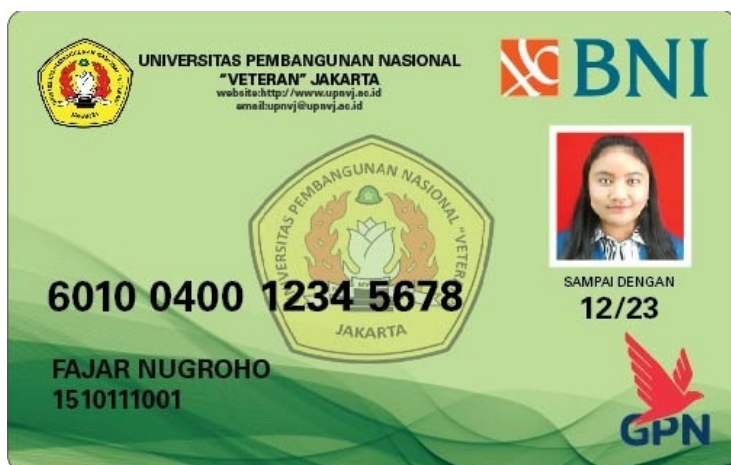 UNIVERSITAS PEMBANGUNAN NASIONAL
"VETERAN" JAKARTA
website:http://www.upnvj.ac.id
email:upnvj@upnvj.ac.id
BNI
UNIVERSITAS PEMBANGUNAN NASIONAL "VETERAN"
JAKARTA
6010 0400 1234 5678
SAMPAI DENGAN
12/23
FAJAR NUGROHO
1510111001
GPN